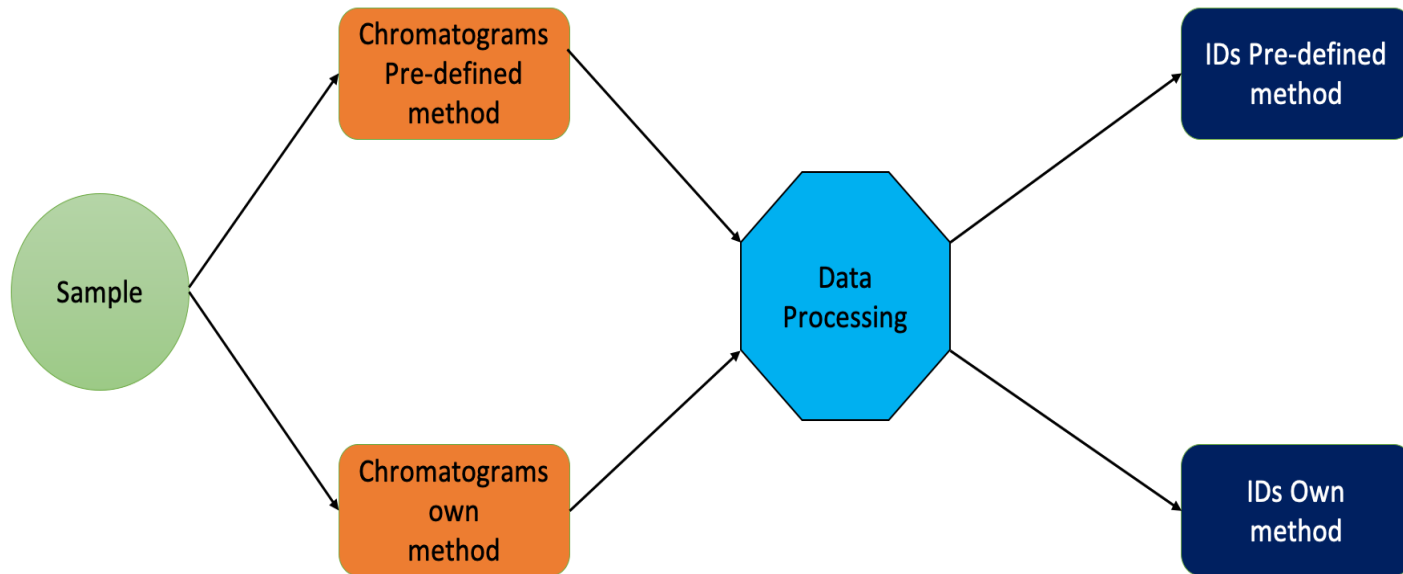 Chromatograms
Pre-defined
method
IDs Pre-defined
method
Sample
Data
Processing
Chromatograms
own
method
IDs Own
method